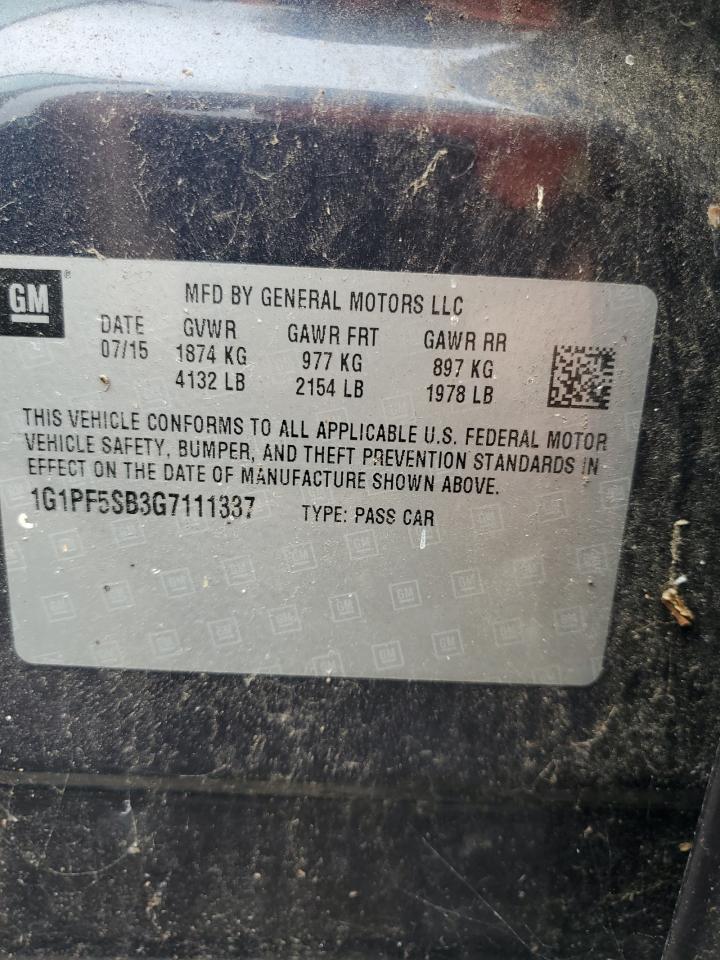 GM
MFD BY GENERAL MOTORS LLC
DATE GVWR GAWR FRT GAWR RR
07/15 1874 KG 977 KG 897 KG
4132 LB 2154 LB 1978 LB
THIS VEHICLE CONFORMS TO ALL APPLICABLE U.S. FEDERAL MOTOR
VEHICLE SAFETY, BUMPER, AND THEFT PREVENTION STANDARDS IN
EFFECT ON THE DATE OF MANUFACTURE SHOWN ABOVE.
1G1PF5SB3G7111337 TYPE: PASS CAR